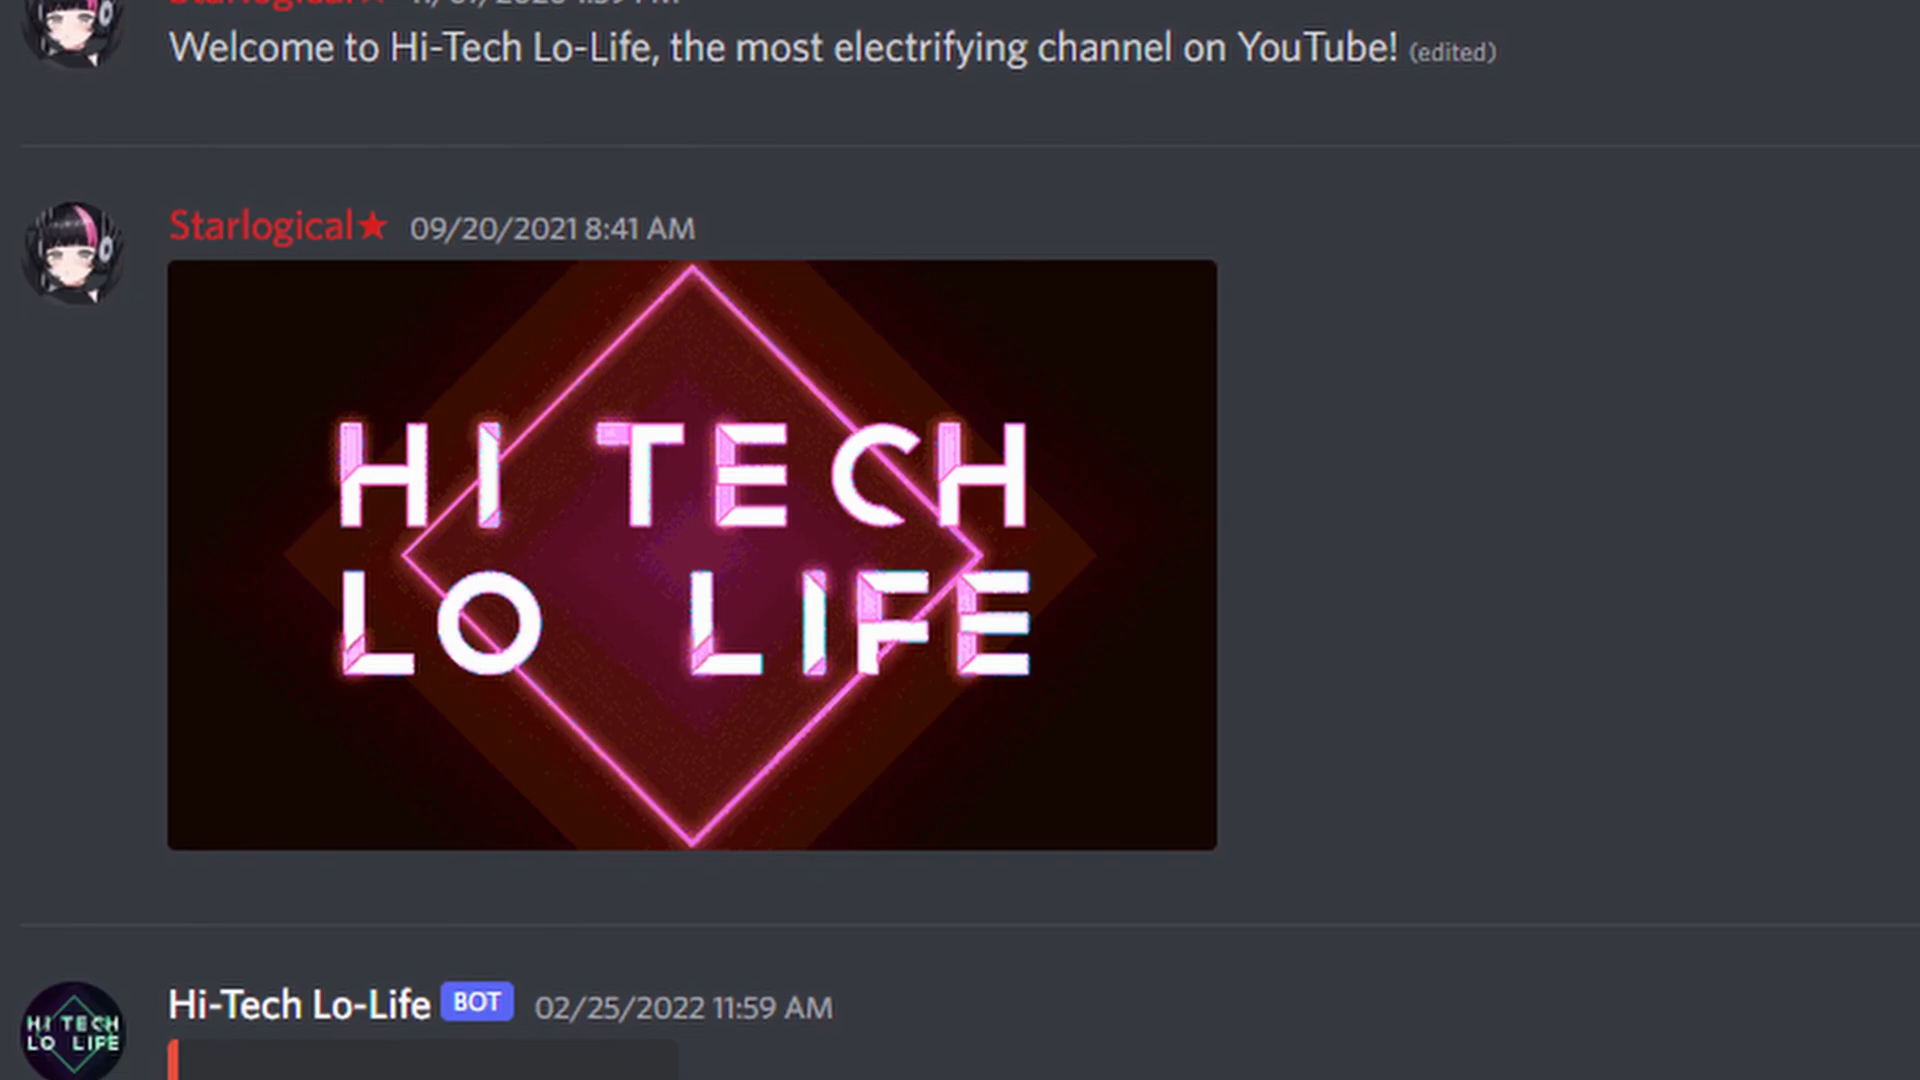 Starlogical★
Welcome to Hi-Tech Lo-Life, the most electrifying channel on YouTube! (edited)
Starlogical★ 09/20/2021 8:41 AM
HI TECH
LO LIFE
Hi-Tech Lo-Life BOT 02/25/2022 11:59 AM
HI TECH
LO LIFE